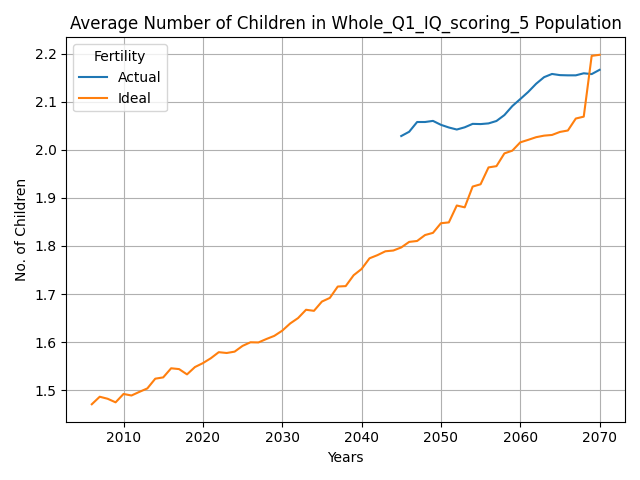 Average Number of Children in Whole_Q1_IQ_scoring_5 Population
Fertility
Actual
Ideal
No. of Children
2.2
2.1
2.0
1.9
1.8
1.7
1.6
1.5
2010 2020 2030 2040 2050 2060 2070
Years